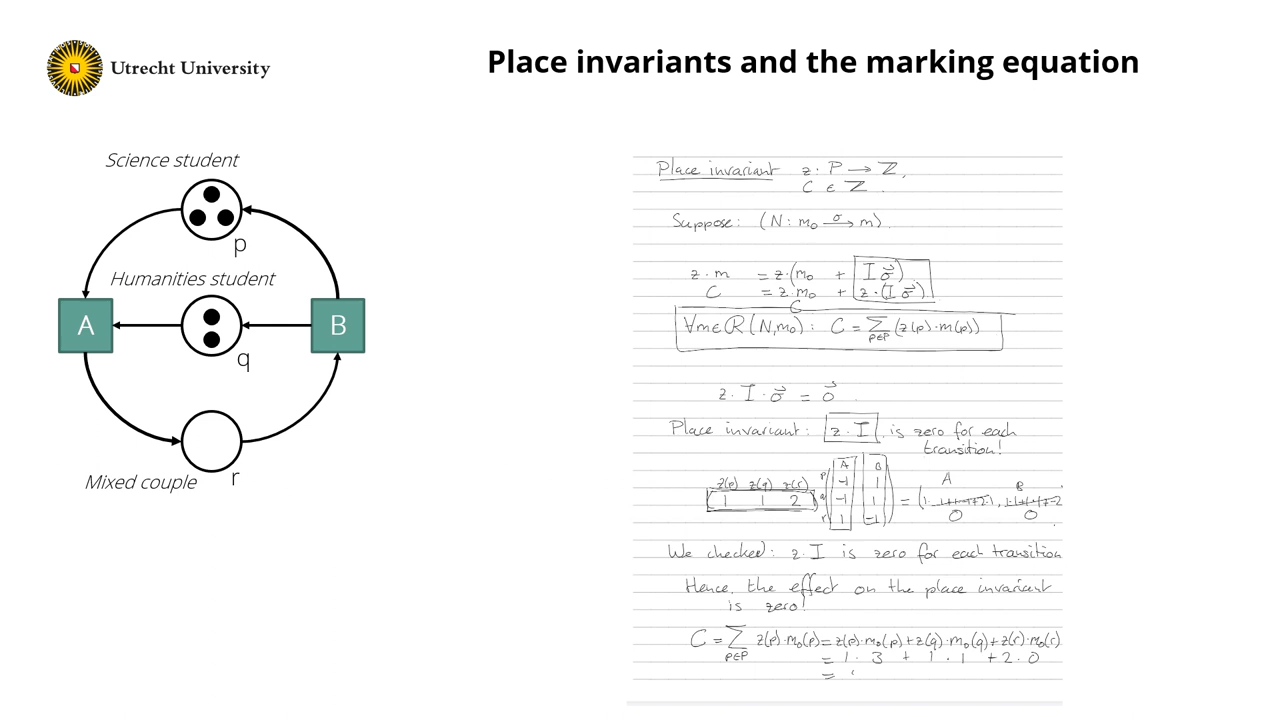 Utrecht University
Place invariants and the marking equation
Science student
p
Humanities student
A
B
q
r
Mixed couple
Place invariant z : P → ℤ,
C ∈ ℤ.
Suppose: (N : m₀ →σ m).
z · m = z · (m₀ + I σ⃗)
C = z · m₀ + z · (I σ⃗)
C
∀m∈R(N,m₀) : C = ∑ p∈P (z(p) · m(p))
z · I · σ⃗ = 0⃗
Place invariant: z · I is zero for each
transition!
A B
z(p) z(q) z(r) p -1 1 A B
1 1 2 q -1 1 = (
r 1 -1 0 0
We checked: z · I is zero for each transition
Hence, the effect on the place invariant
is zero!
C = ∑ p∈P z(p)·m₀(p) = z(p)·m₀(p) + z(q)·m₀(q) + z(r)·m₀(r)
= 1 · 3 + 1 · 1 + 2 · 0
=